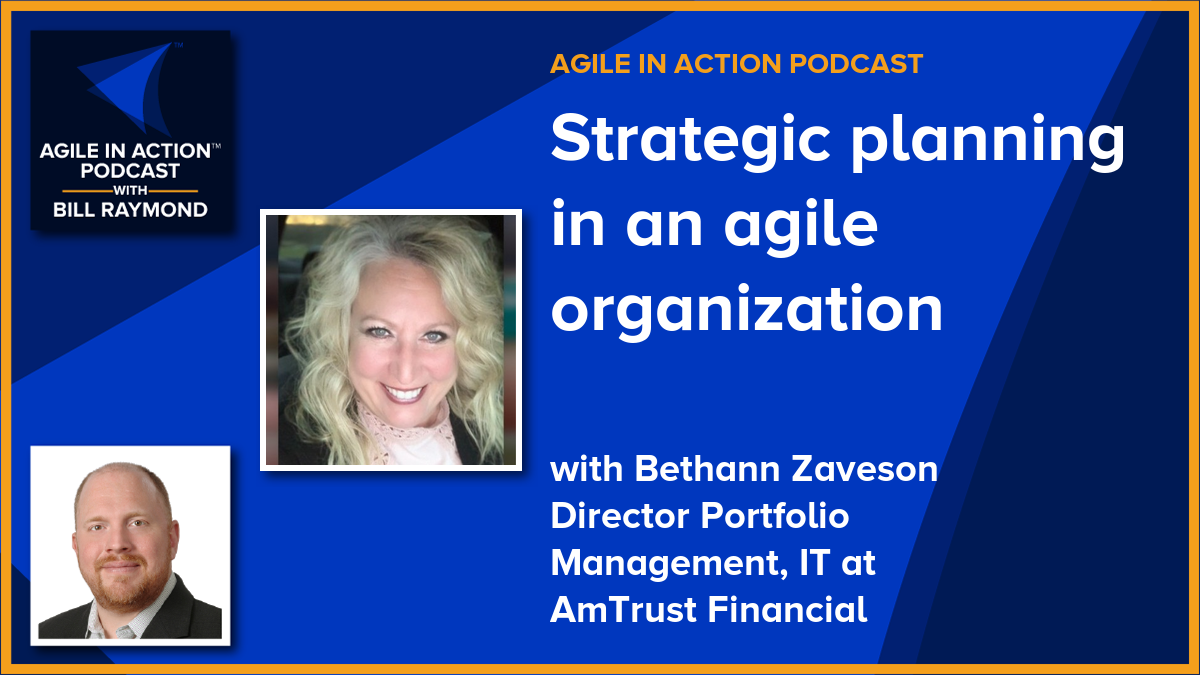 AGILE IN ACTION™
PODCAST
WITH
BILL RAYMOND
AGILE IN ACTION PODCAST
Strategic planning
in an agile
organization
with Bethann Zaveson
Director Portfolio
Management, IT at
AmTrust Financial